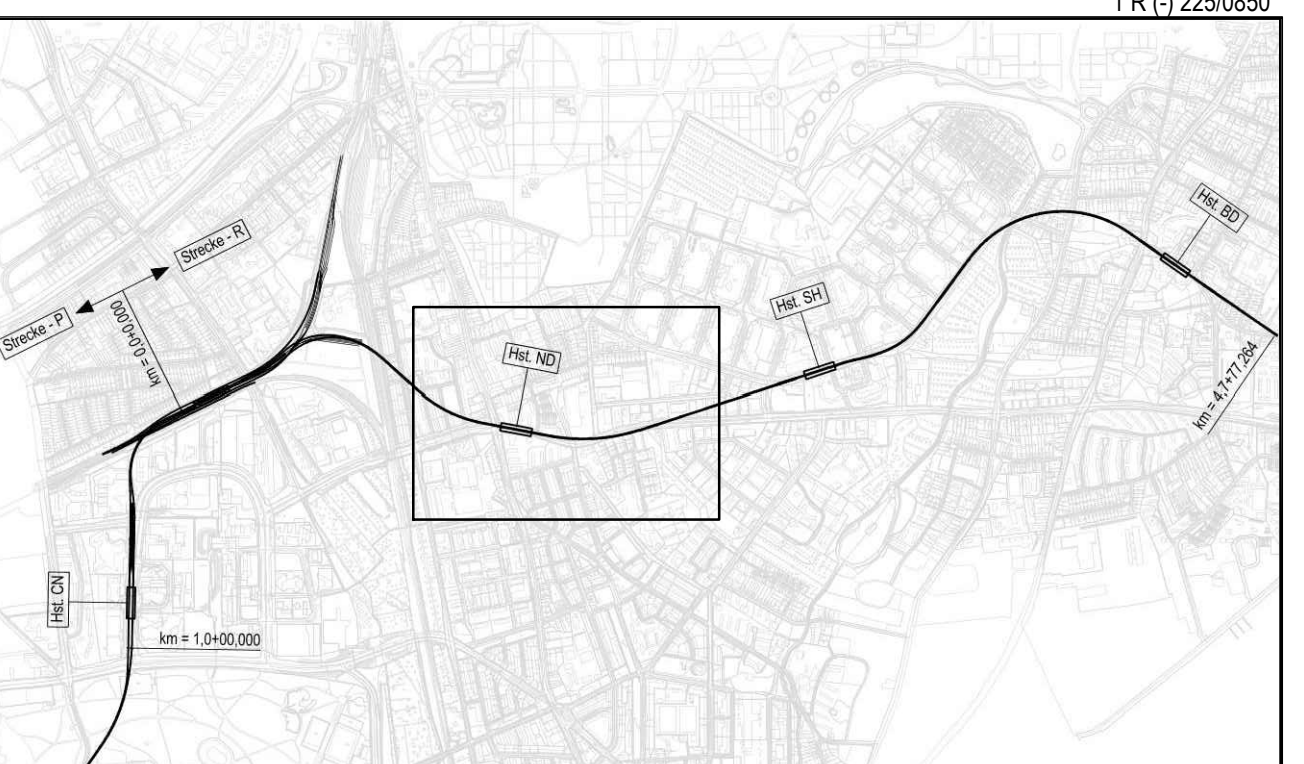 T R (-) 225/0850
Strecke - R
Strecke - P
km = 0,0+0,000
Hst. BD
Hst. SH
Hst. ND
km = 4,7+77,264
Hst. CN
km = 1,0+00,000